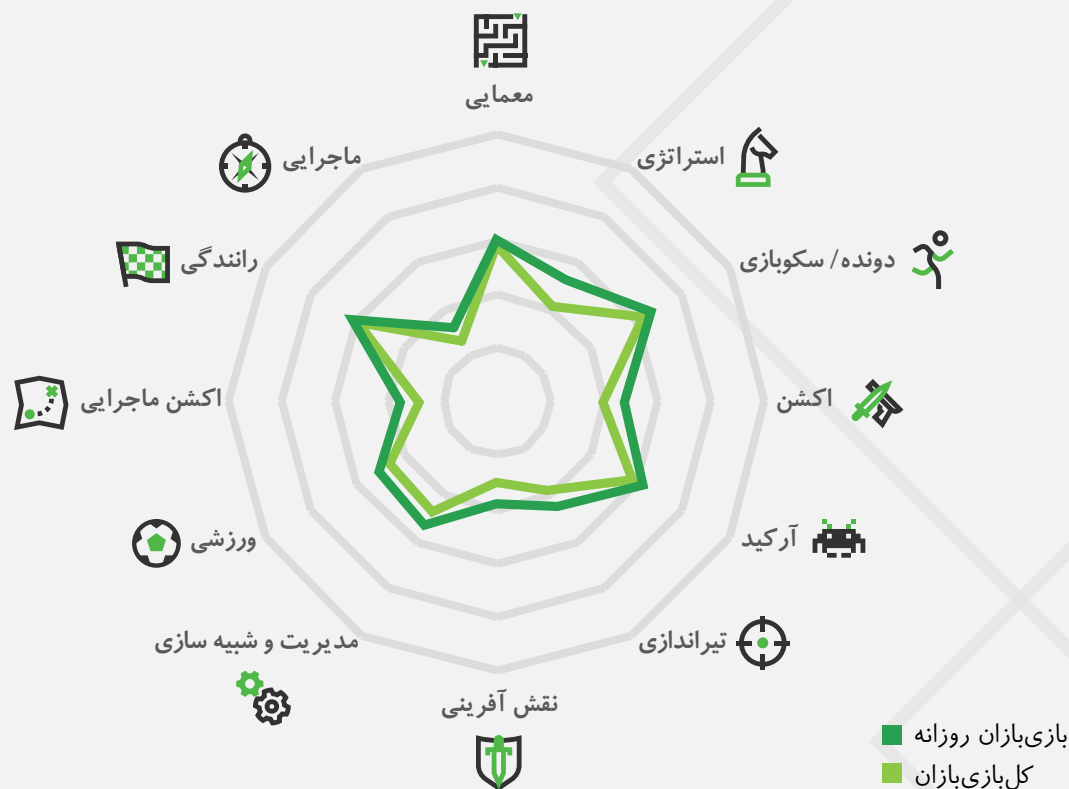 معمایی
استراتژی
ماجرایی
دونده/ سکوبازی
رانندگی
اکشن
اکشن ماجرایی
آرکید
ورزشی
تیراندازی
مدیریت و شبیه سازی
نقش آفرینی
بازی‌بازان روزانه
کل‌بازی‌بازان